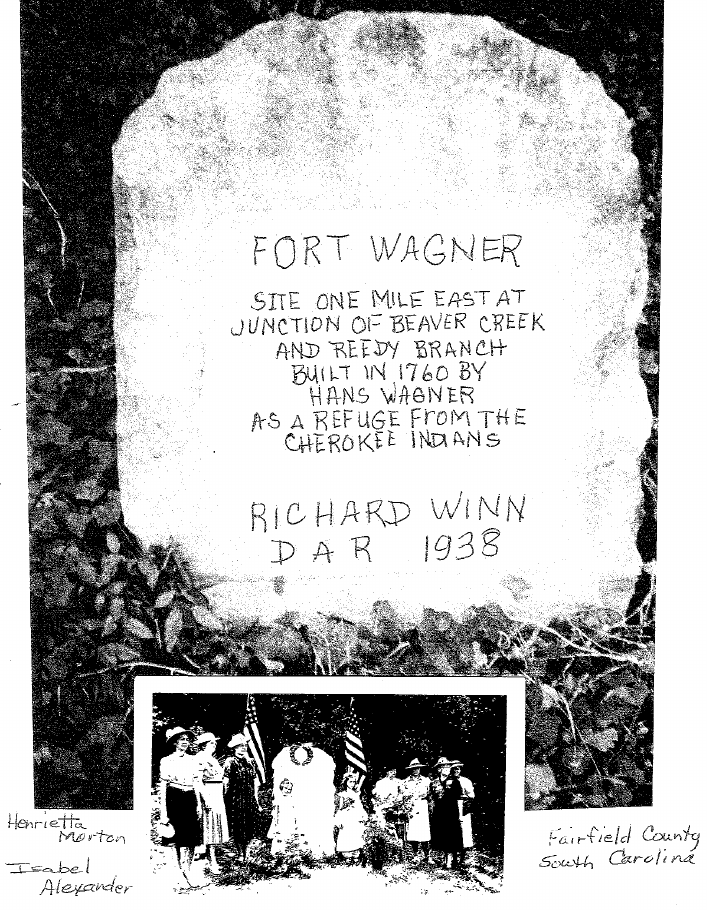 FORT WAGNER
SITE ONE MILE EAST AT
JUNCTION OF BEAVER CREEK
AND REEDY BRANCH
BUILT IN 1760 BY
HANS WAGNER
AS A REFUGE FROM THE
CHEROKEE INDIANS
RICHARD WINN
D A R 1938
Henrietta
Morton
Isabel
Alexander
Fairfield County
South Carolina